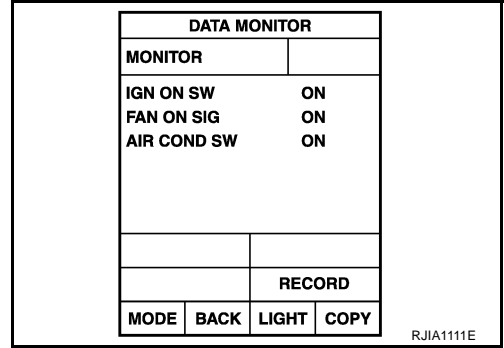 DATA MONITOR
MONITOR
IGN ON SW ON
FAN ON SIG ON
AIR COND SW ON
RECORD
MODE BACK LIGHT COPY
RJIA1111E